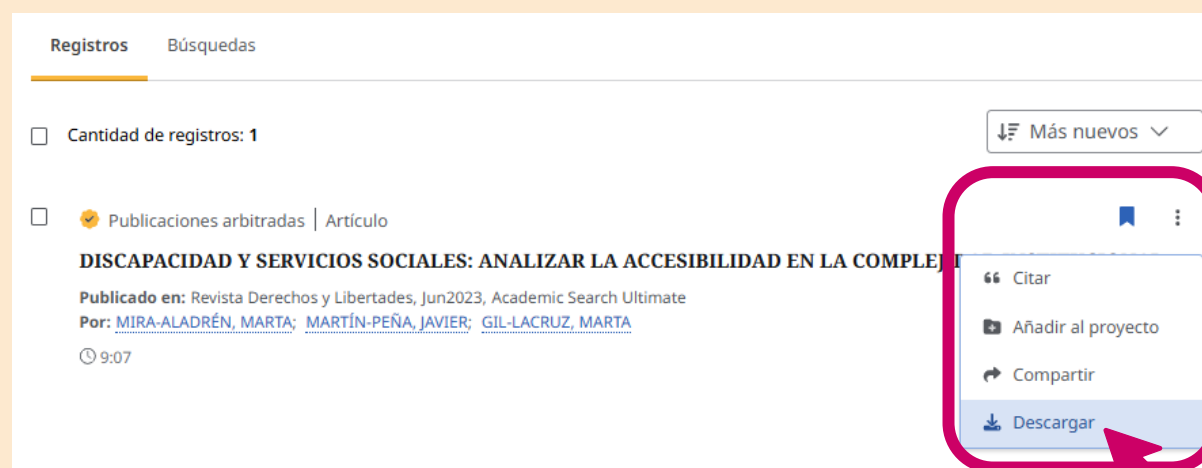 Registros Búsquedas
Cantidad de registros: 1
Más nuevos
Publicaciones arbitradas | Artículo
DISCAPACIDAD Y SERVICIOS SOCIALES: ANALIZAR LA ACCESIBILIDAD EN LA
Publicado en: Revista Derechos y Libertades, Jun2023, Academic Search Ultimate
Por: MIRA-ALADRÉN, MARTA; MARTÍN-PEÑA, JAVIER; GIL-LACRUZ, MARTA
9:07
Citar
Añadir al proyecto
Compartir
Descargar